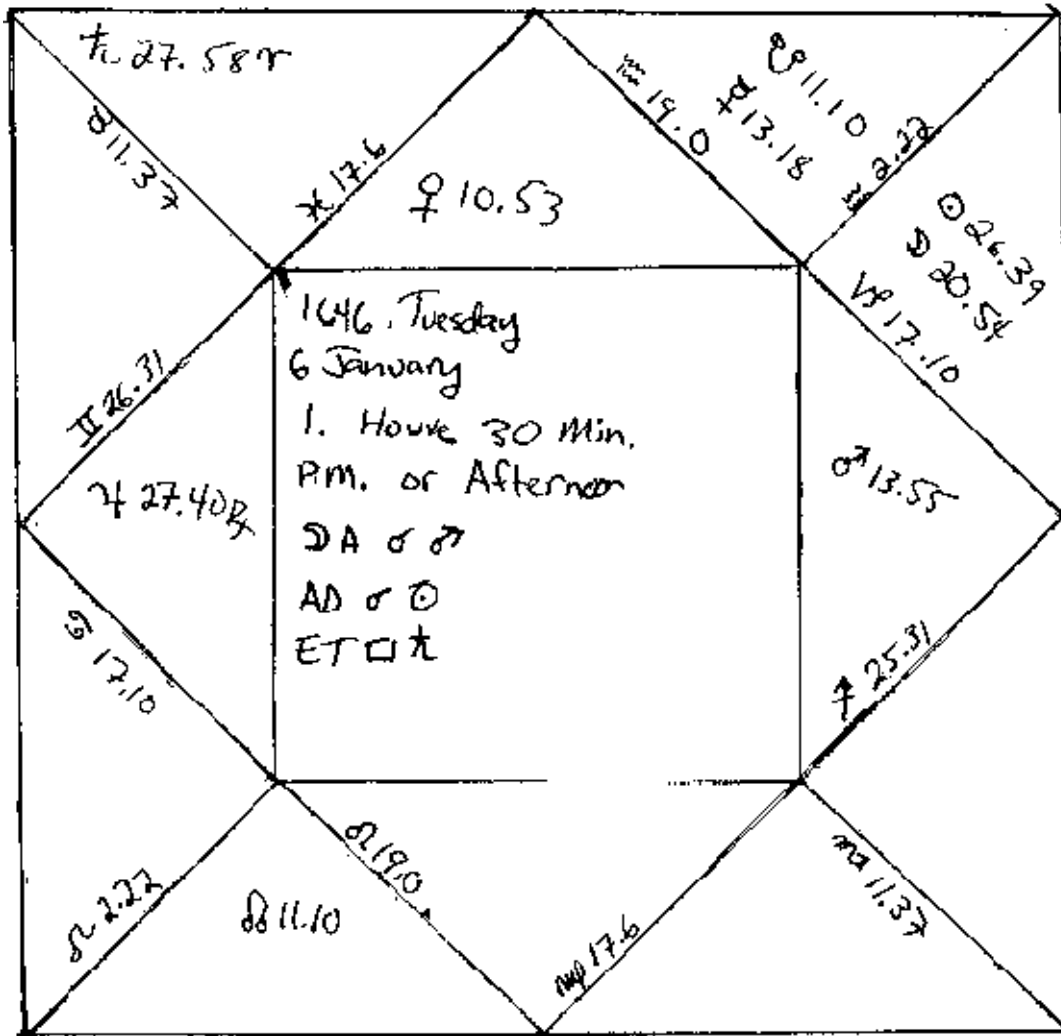 ♄ 27.58 ♈
♉ 11.37
♓ 17.6
♀ 10.53
♒ 19.0
☋ 11.10
13.18
♒ 2.22
☉ 26.39
☽ 20.54
♑ 17.10
♊ 26.31
♃ 27.40 ℞
1646. Tuesday
6 January
1. Houre 30 Min.
P.M. or Afternoon
☽ A ☌ ♂
AD ☌ ☉
ET □ ♄
♂ 13.55
♋ 17.10
♐ 25.31
♌ 2.22
☊ 11.10
♌ 19.0
♍ 17.6
♏ 11.37